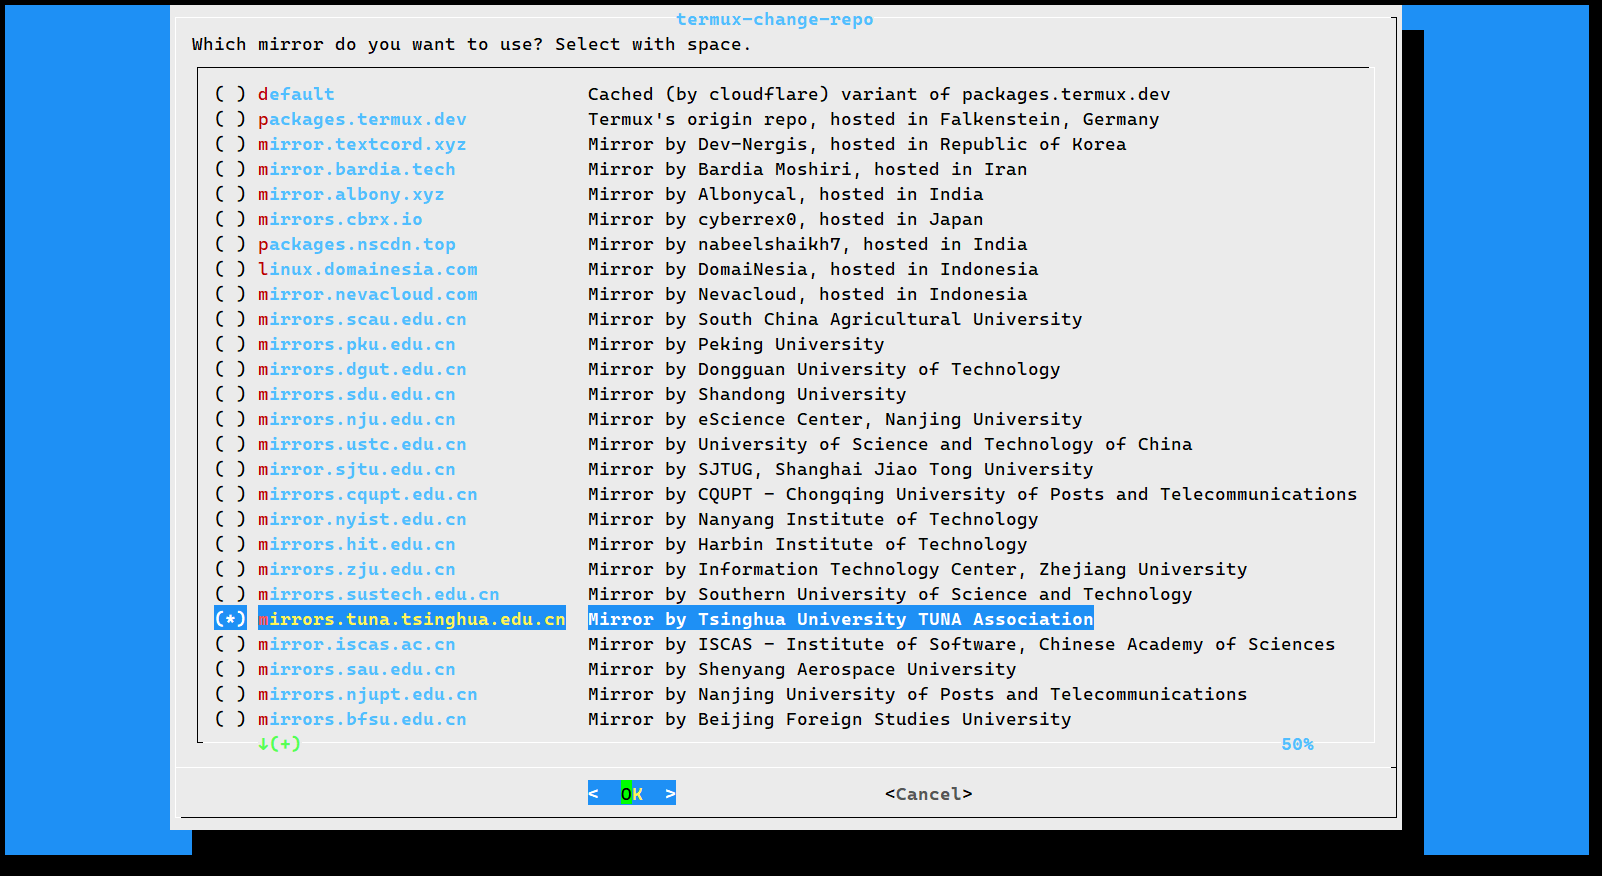 termux-change-repo
Which mirror do you want to use? Select with space.
( ) default Cached (by cloudflare) variant of packages.termux.dev
( ) packages.termux.dev Termux's origin repo, hosted in Falkenstein, Germany
( ) mirror.textcord.xyz Mirror by Dev-Nergis, hosted in Republic of Korea
( ) mirror.bardia.tech Mirror by Bardia Moshiri, hosted in Iran
( ) mirror.albony.xyz Mirror by Albonycal, hosted in India
( ) mirrors.cbrx.io Mirror by cyberrex0, hosted in Japan
( ) packages.nscdn.top Mirror by nabeelshaikh7, hosted in India
( ) linux.domainesia.com Mirror by DomaiNesia, hosted in Indonesia
( ) mirror.nevacloud.com Mirror by Nevacloud, hosted in Indonesia
( ) mirrors.scau.edu.cn Mirror by South China Agricultural University
( ) mirrors.pku.edu.cn Mirror by Peking University
( ) mirrors.dgut.edu.cn Mirror by Dongguan University of Technology
( ) mirrors.sdu.edu.cn Mirror by Shandong University
( ) mirrors.nju.edu.cn Mirror by eScience Center, Nanjing University
( ) mirrors.ustc.edu.cn Mirror by University of Science and Technology of China
( ) mirror.sjtu.edu.cn Mirror by SJTUG, Shanghai Jiao Tong University
( ) mirrors.cqupt.edu.cn Mirror by CQUPT - Chongqing University of Posts and Telecommunications
( ) mirror.nyist.edu.cn Mirror by Nanyang Institute of Technology
( ) mirrors.hit.edu.cn Mirror by Harbin Institute of Technology
( ) mirrors.zju.edu.cn Mirror by Information Technology Center, Zhejiang University
( ) mirrors.sustech.edu.cn Mirror by Southern University of Science and Technology
(*) mirrors.tuna.tsinghua.edu.cn Mirror by Tsinghua University TUNA Association
( ) mirror.iscas.ac.cn Mirror by ISCAS - Institute of Software, Chinese Academy of Sciences
( ) mirrors.sau.edu.cn Mirror by Shenyang Aerospace University
( ) mirrors.njupt.edu.cn Mirror by Nanjing University of Posts and Telecommunications
( ) mirrors.bfsu.edu.cn Mirror by Beijing Foreign Studies University
↓(+) 50%
< OK > <Cancel>